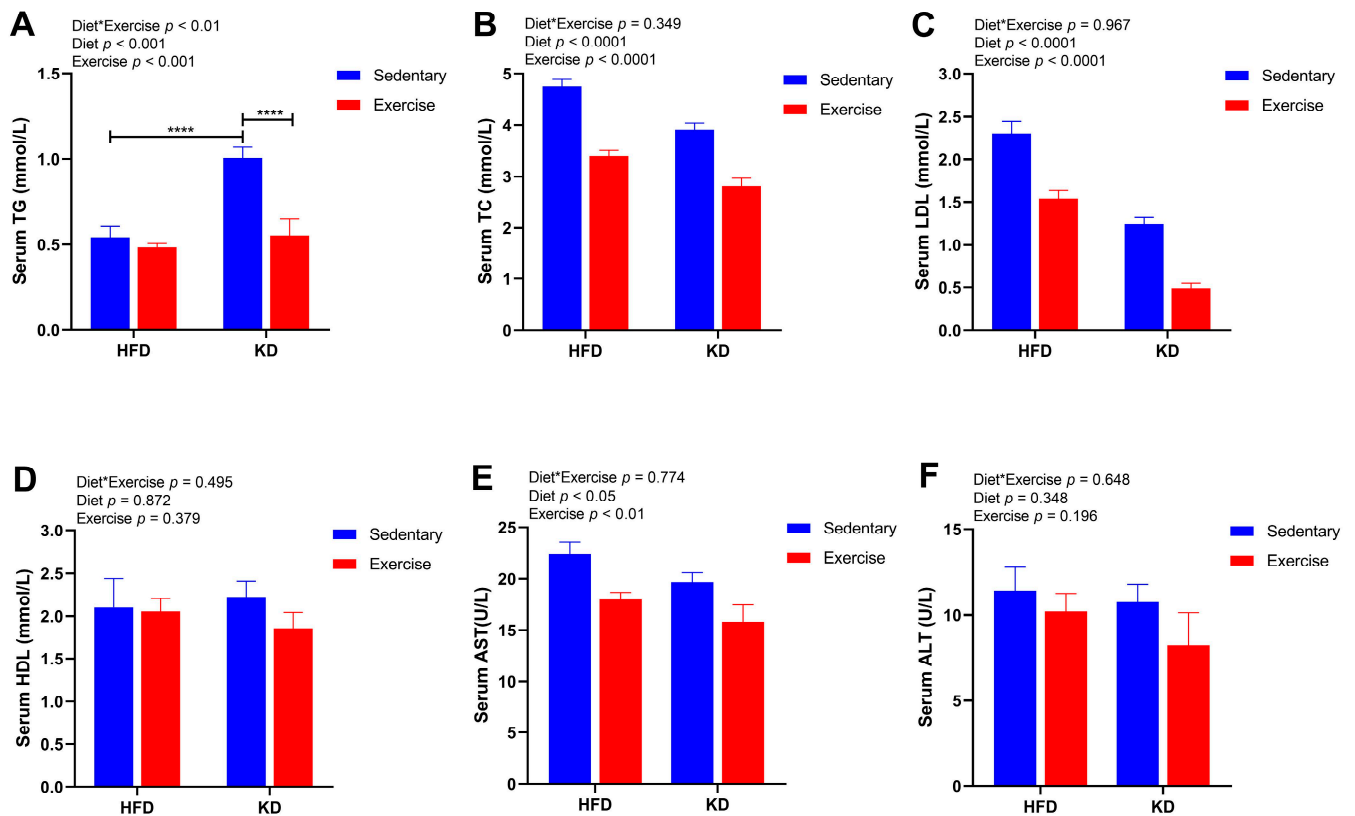 A
Diet*Exercise p < 0.01
Diet p < 0.001
Exercise p < 0.001
Serum TG (mmol/L)
1.5
1.0
0.5
0.0
****
****
HFD
KD
Sedentary
Exercise
B
Diet*Exercise p = 0.349
Diet p < 0.0001
Exercise p < 0.0001
Serum TC (mmol/L)
5
4
3
2
1
0
HFD
KD
Sedentary
Exercise
C
Diet*Exercise p = 0.967
Diet p < 0.0001
Exercise p < 0.0001
Serum LDL (mmol/L)
3.0
2.5
2.0
1.5
1.0
0.5
0.0
HFD
KD
Sedentary
Exercise
D
Diet*Exercise p = 0.495
Diet p = 0.872
Exercise p = 0.379
Serum HDL (mmol/L)
3.0
2.5
2.0
1.5
1.0
0.5
0.0
HFD
KD
Sedentary
Exercise
E
Diet*Exercise p = 0.774
Diet p < 0.05
Exercise p < 0.01
Serum AST(U/L)
25
20
15
10
5
0
HFD
KD
Sedentary
Exercise
F
Diet*Exercise p = 0.648
Diet p = 0.348
Exercise p = 0.196
Serum ALT (U/L)
15
10
5
0
HFD
KD
Sedentary
Exercise